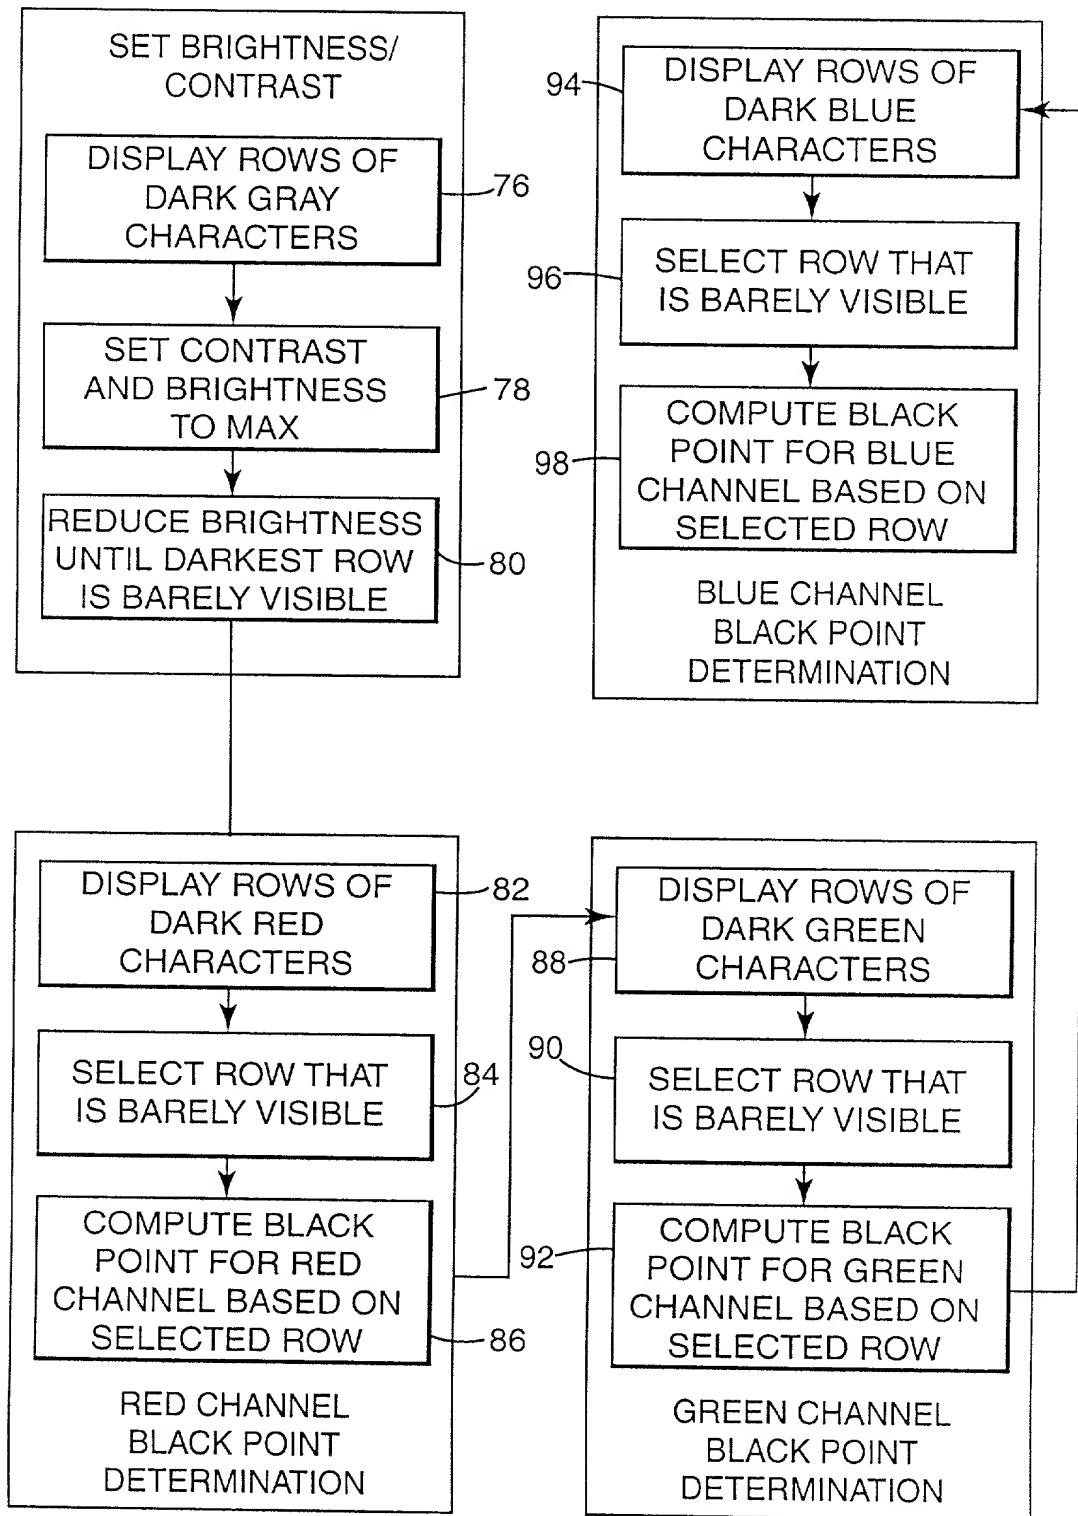 SET BRIGHTNESS/
CONTRAST
DISPLAY ROWS OF
DARK GRAY
CHARACTERS
76
SET CONTRAST
AND BRIGHTNESS
TO MAX
78
REDUCE BRIGHTNESS
UNTIL DARKEST ROW
IS BARELY VISIBLE
80
DISPLAY ROWS OF
DARK RED
CHARACTERS
82
SELECT ROW THAT
IS BARELY VISIBLE
84
COMPUTE BLACK
POINT FOR RED
CHANNEL BASED ON
SELECTED ROW
86
RED CHANNEL
BLACK POINT
DETERMINATION
DISPLAY ROWS OF
DARK GREEN
CHARACTERS
88
90
SELECT ROW THAT
IS BARELY VISIBLE
92
COMPUTE BLACK
POINT FOR GREEN
CHANNEL BASED ON
SELECTED ROW
GREEN CHANNEL
BLACK POINT
DETERMINATION
94
DISPLAY ROWS OF
DARK BLUE
CHARACTERS
96
SELECT ROW THAT
IS BARELY VISIBLE
98
COMPUTE BLACK
POINT FOR BLUE
CHANNEL BASED ON
SELECTED ROW
BLUE CHANNEL
BLACK POINT
DETERMINATION